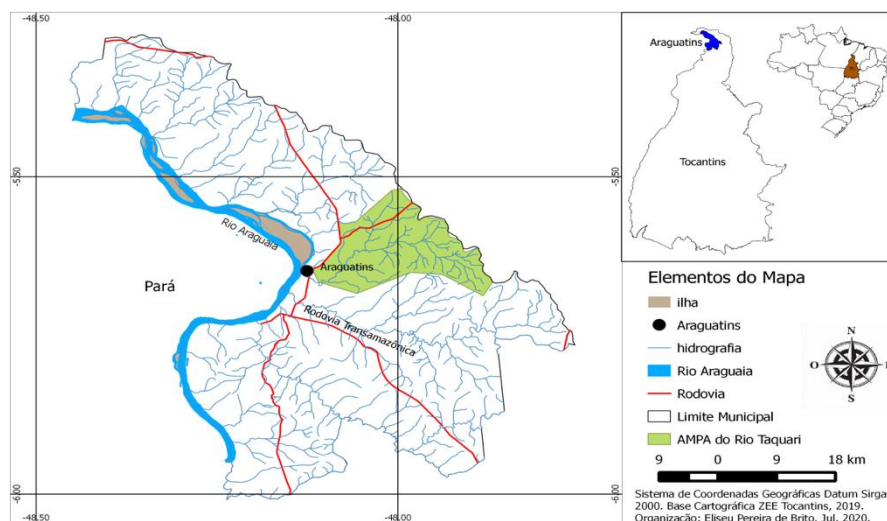 -48.50
-48.00
-5.50
-5.50
Rio Araguaia
Araguatins
Pará
Rodovia Transamazônica
-6.00
-6.00
-48.50
-48.00
Araguatins
Tocantins
Elementos do Mapa
ilha
Araguatins
hidrografia
Rio Araguaia
Rodovia
Limite Municipal
AMPA do Rio Taquari
N
O
S
9 0 9 18 km
Sistema de Coordenadas Geográficas Datum Sirga
2000. Base Cartográfica ZEE Tocantins, 2019.
Organização: Eliseu Pereira de Brito, Jul. 2020.